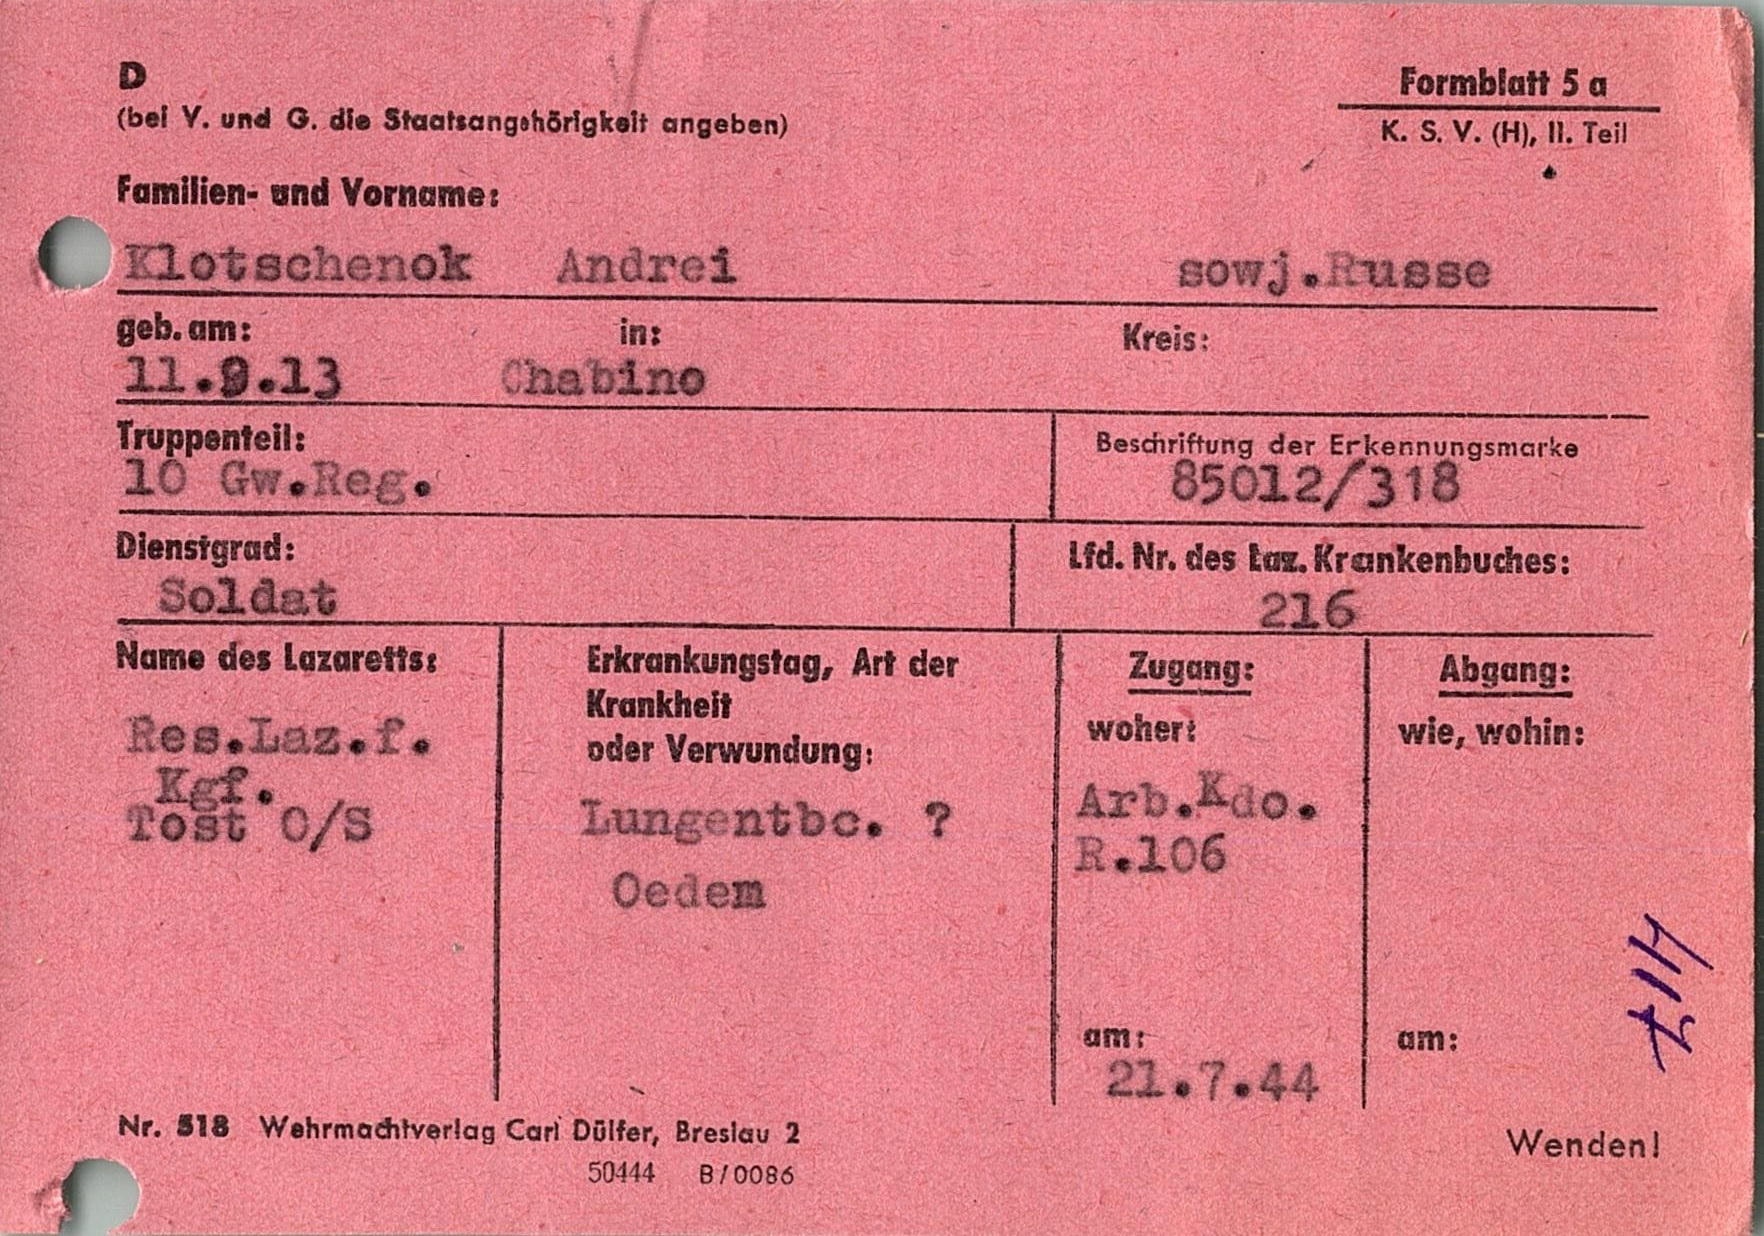 D
Formblatt 5 a
(bei V. und G. die Staatsangehörigkeit angeben)
K. S. V. (H), II. Teil
Familien- und Vorname:
Klotschenok Andrei sowj.Russe
geb. am: in: Kreis:
11.9.13 Chabino
Truppenteil: Beschriftung der Erkennungsmarke
10 Gw.Reg. 85012/318
Dienstgrad: Lfd. Nr. des Laz. Krankenbuches:
Soldat 216
Name des Lazaretts:
Res.Laz.f.
Kgf.
Tost O/S
Erkrankungstag, Art der
Krankheit
oder Verwundung:
Lungentbc. ?
Oedem
Zugang:
woher:
Arb.Kdo.
R.106
am:
21.7.44
Abgang:
wie, wohin:
am:
417
Nr. 518 Wehrmachtverlag Carl Dülfer, Breslau 2
50444 B/0086
Wenden!